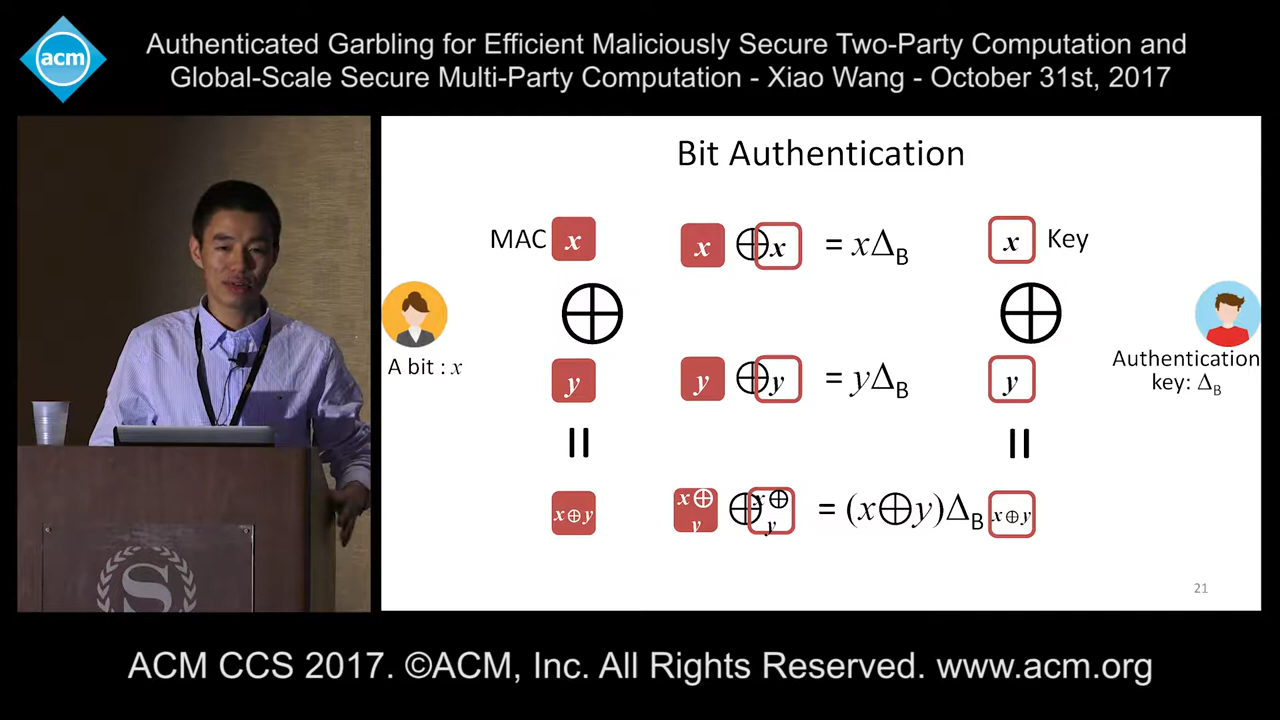 acm
Authenticated Garbling for Efficient Maliciously Secure Two-Party Computation and
Global-Scale Secure Multi-Party Computation - Xiao Wang - October 31st, 2017
Bit Authentication
MAC x x ⊕ x = xΔB x Key
⊕ ⊕
A bit : x
Authentication
key: ΔB
y y ⊕ y = yΔB y
= =
x⊕y x⊕y ⊕ x⊕y = (x⊕y)ΔB x⊕y
21
S
ACM CCS 2017. ©ACM, Inc. All Rights Reserved. www.acm.org